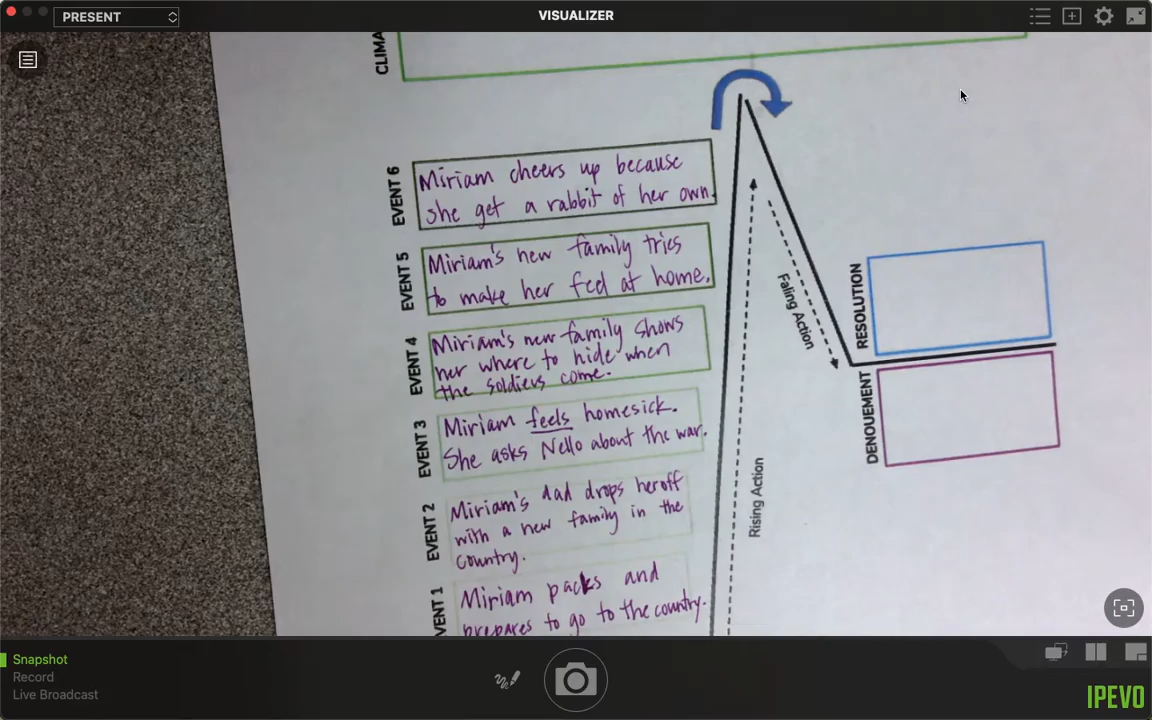 PRESENT
VISUALIZER
CLIMA
EVENT 6
Miriam cheers up because
she get a rabbit of her own.
EVENT 5
Miriam's new family tries
to make her feel at home.
EVENT 4
Miriam's new family shows
her where to hide when
the soldiers come.
EVENT 3
Miriam feels homesick.
She asks Nello about the war.
EVENT 2
Miriam's dad drops her off
with a new family in the
country.
VENT 1
Miriam packs and
prepares to go to the country.
Rising Action
Falling Action
RESOLUTION
DENOUEMENT
Snapshot
Record
Live Broadcast
IPEVO